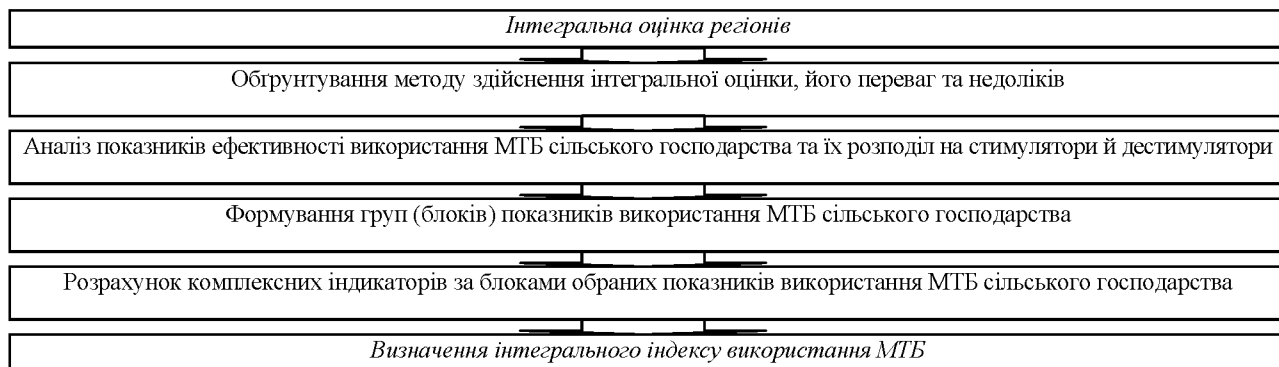 Інтегральна оцінка регіонів
Обґрунтування методу здійснення інтегральної оцінки, його переваг та недоліків
Аналіз показників ефективності використання МТБ сільського господарства та їх розподіл на стимулятори й дестимулятори
Формування груп (блоків) показників використання МТБ сільського господарства
Розрахунок комплексних індикаторів за блоками обраних показників використання МТБ сільського господарства
Визначення інтегрального індексу використання МТБ